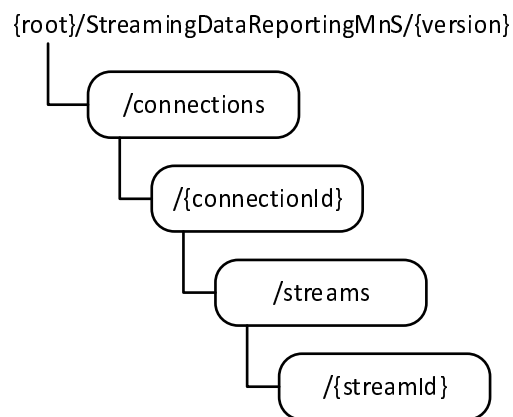 {root}/StreamingDataReportingMnS/{version}
/connections
/{connectionId}
/streams
/{streamId}